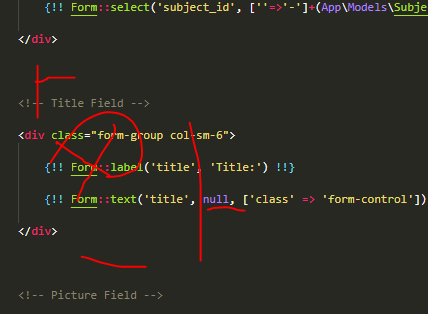 {!! Form::select('subject_id', [''=>'-']+(App\Models\Subje
</div>
<!-- Title Field -->
<div class="form-group col-sm-6">
{!! Form::label('title', 'Title:') !!}
{!! Form::text('title', null, ['class' => 'form-control'])
</div>
<!-- Picture Field -->